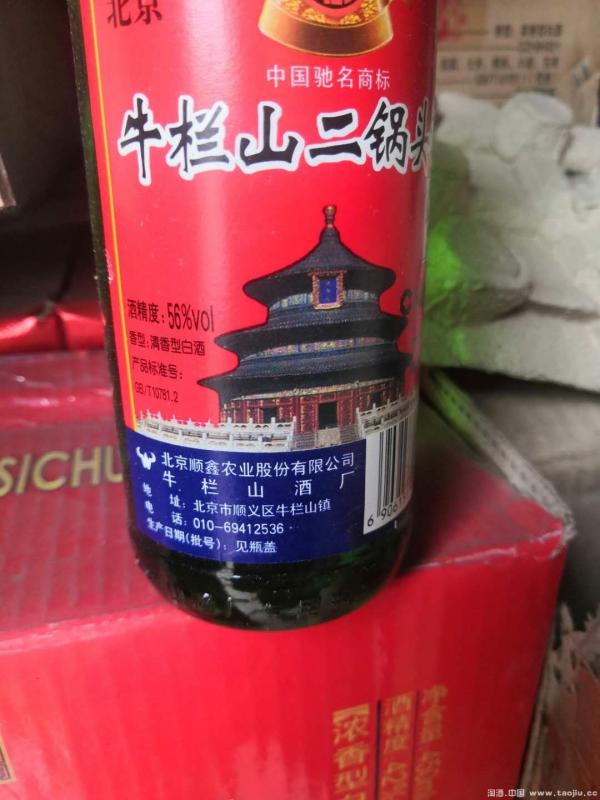 北京
中国驰名商标
牛栏山二锅头
酒精度：56%vol
香型：清香型白酒
产品标准号：
GB/T10781.2
北京顺鑫农业股份有限公司
牛栏山酒厂
地 址：北京市顺义区牛栏山镇
电 话：010-69412536
生产日期(批号)：见瓶盖
SICHU
淘酒.中国 www.taojiu.cc